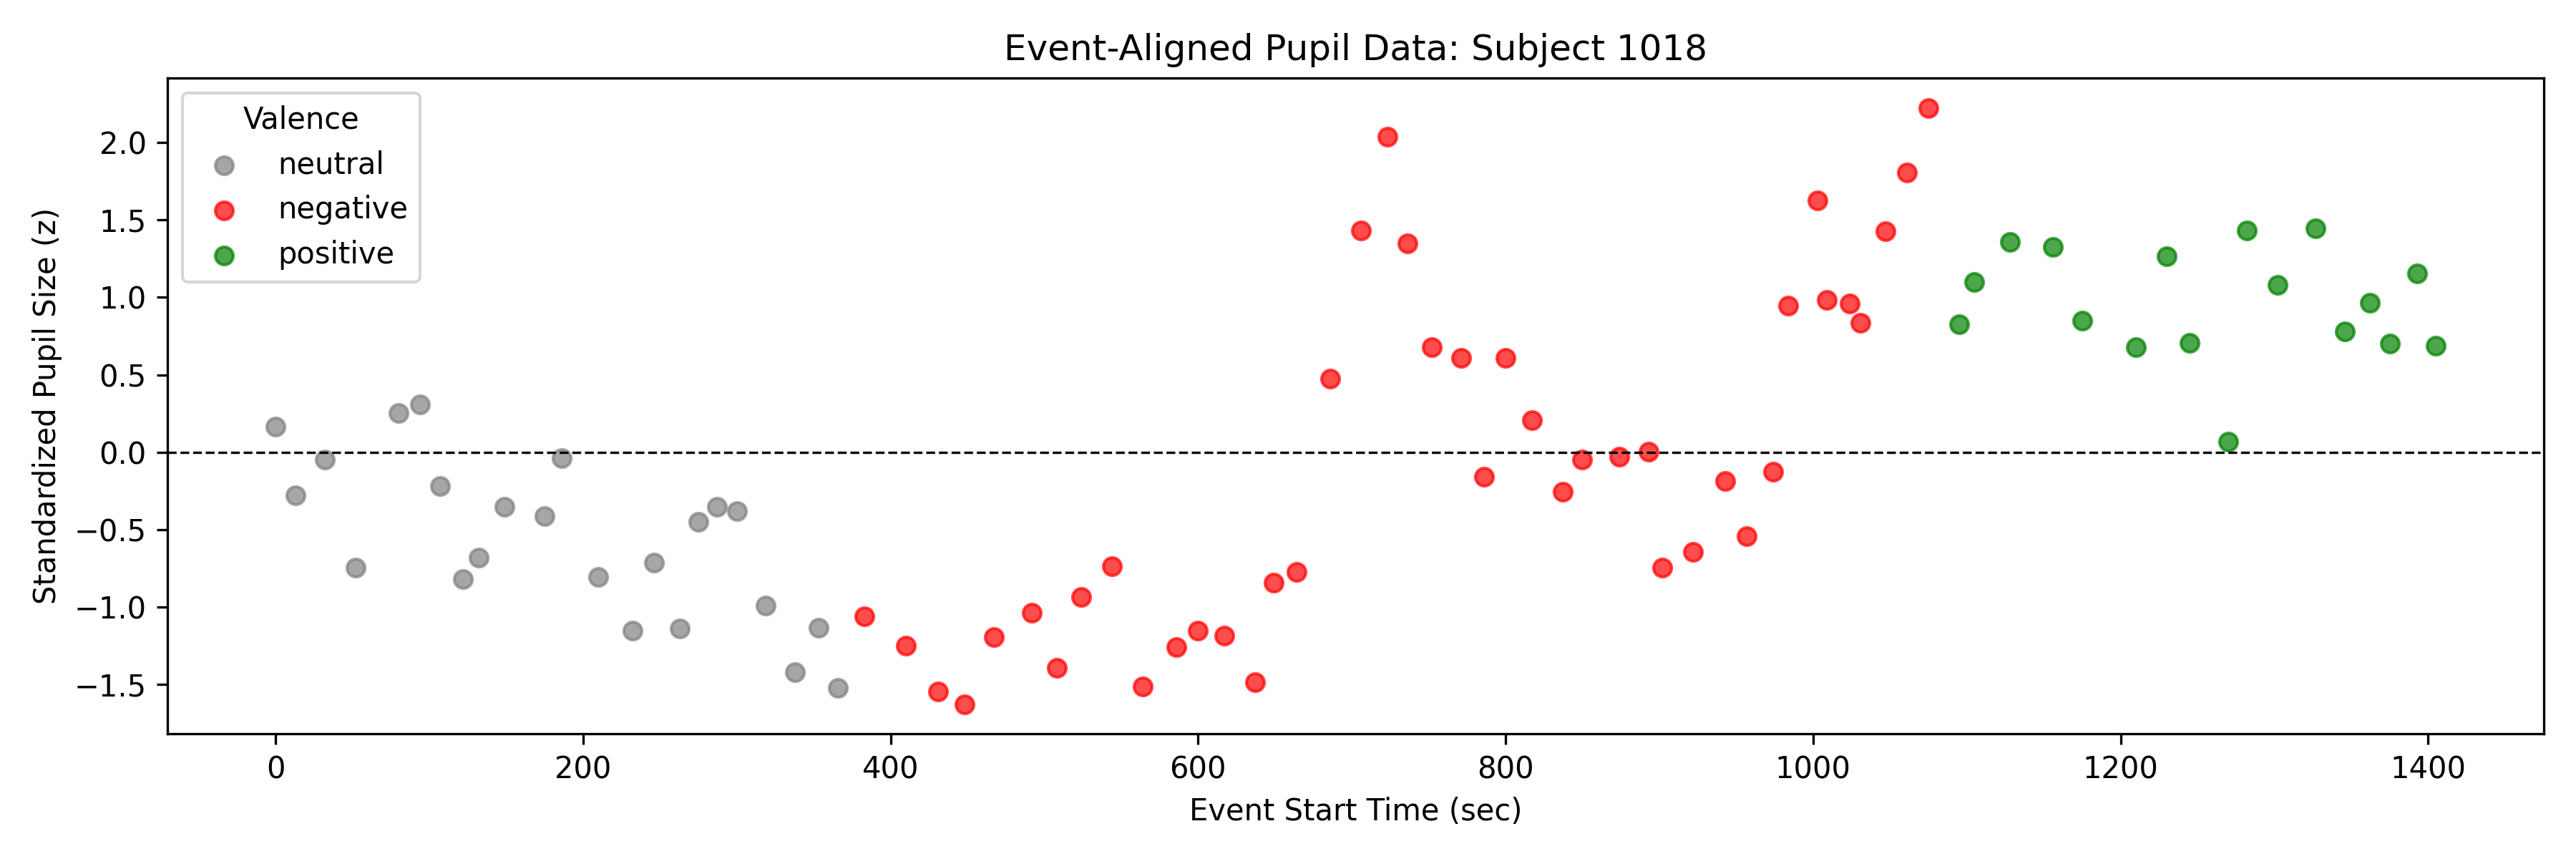 Event-Aligned Pupil Data: Subject 1018
Valence
neutral
negative
positive
Standardized Pupil Size (z)
2.0
1.5
1.0
0.5
0.0
−0.5
−1.0
−1.5
0 200 400 600 800 1000 1200 1400
Event Start Time (sec)